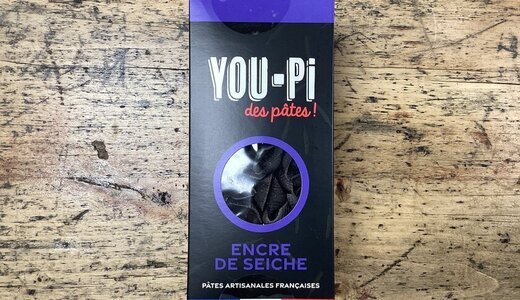 YOU-Pi
des pâtes !
ENCRE
DE SEICHE
PÂTES ARTISANALES FRANÇAISES